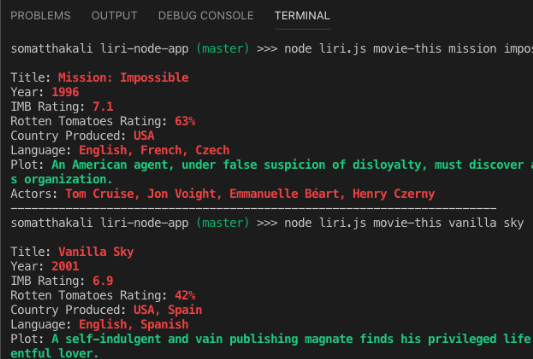 PROBLEMS OUTPUT DEBUG CONSOLE TERMINAL
somatthakali liri-node-app (master) >>> node liri.js movie-this mission impos
Title: Mission: Impossible
Year: 1996
IMB Rating: 7.1
Rotten Tomatoes Rating: 63%
Country Produced: USA
Language: English, French, Czech
Plot: An American agent, under false suspicion of disloyalty, must discover a
s organization.
Actors: Tom Cruise, Jon Voight, Emmanuelle Béart, Henry Czerny
------------------------------------------------------------------------
somatthakali liri-node-app (master) >>> node liri.js movie-this vanilla sky
Title: Vanilla Sky
Year: 2001
IMB Rating: 6.9
Rotten Tomatoes Rating: 42%
Country Produced: USA, Spain
Language: English, Spanish
Plot: A self-indulgent and vain publishing magnate finds his privileged life
entful lover.